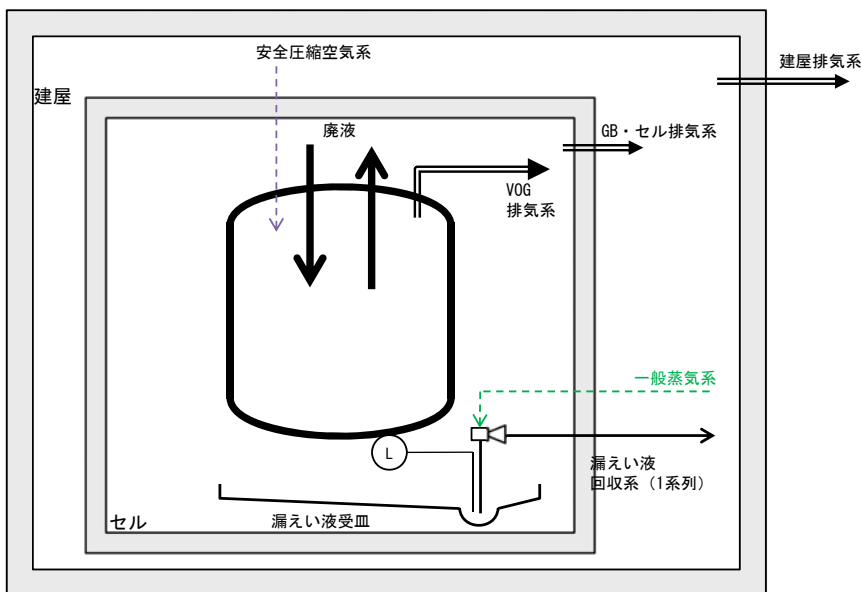 安全圧縮空気系
建屋排気系
建屋
廃液
GB・セル排気系
VOG
排気系
一般蒸気系
L
漏えい液
回収系（1系列）
漏えい液受皿
セル